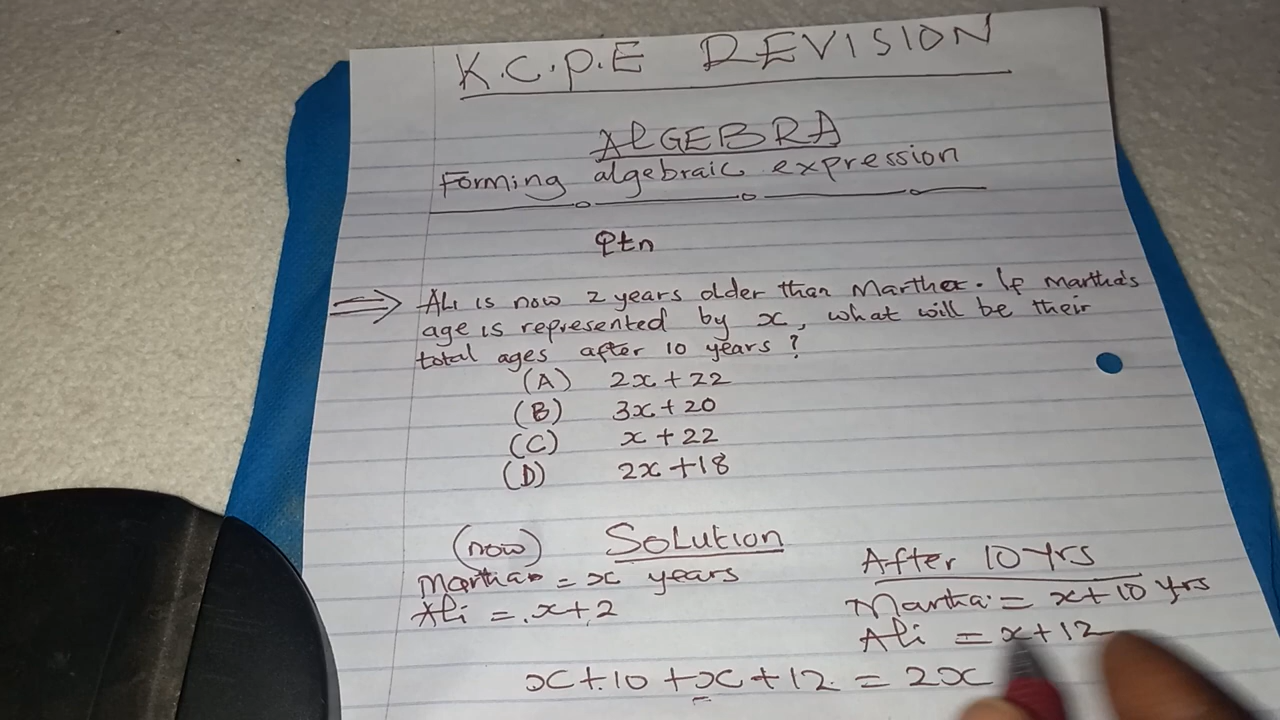 K.C.P.E REVISION
ALGEBRA
Forming algebraic expression
Qtn
⇒ Ali is now 2 years older than Martha. If martha's
age is represented by x, what will be their
total ages after 10 years?
(A) 2x+22
(B) 3x+20
(C) x+22
(D) 2x+18
(now) Solution
Martha = x years
Ali = x+2
After 10 Yrs
Martha = x+10 yrs
Ali = x+12
x+10+x+12 = 2x